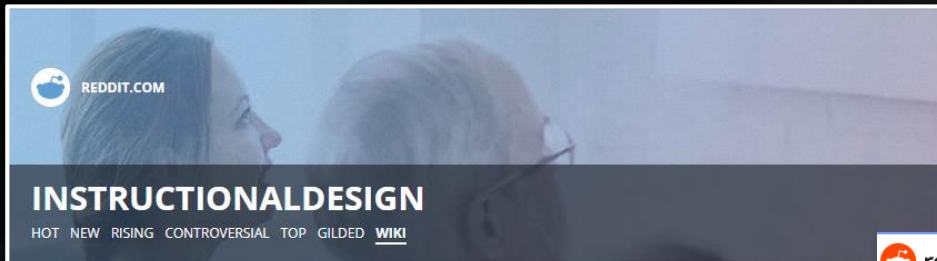 REDDIT.COM
INSTRUCTIONALDESIGN
HOT NEW RISING CONTROVERSIAL TOP GILDED WIKI